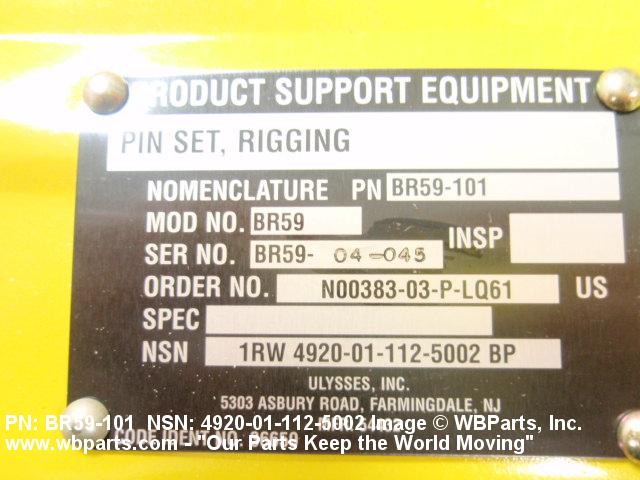 PRODUCT SUPPORT EQUIPMENT
PIN SET, RIGGING
NOMENCLATURE PN BR59-101
MOD NO. BR59
INSP
SER NO. BR59- 04-045
ORDER NO. N00383-03-P-LQ61 US
SPEC
NSN 1RW 4920-01-112-5002 BP
ULYSSES, INC.
5303 ASBURY ROAD, FARMINGDALE, NJ
PN: BR59-101 NSN: 4920-01-112-5002 Image © WBParts, Inc.
CODE IDENT NO.
www.wbparts.com - "Our Parts Keep the World Moving"